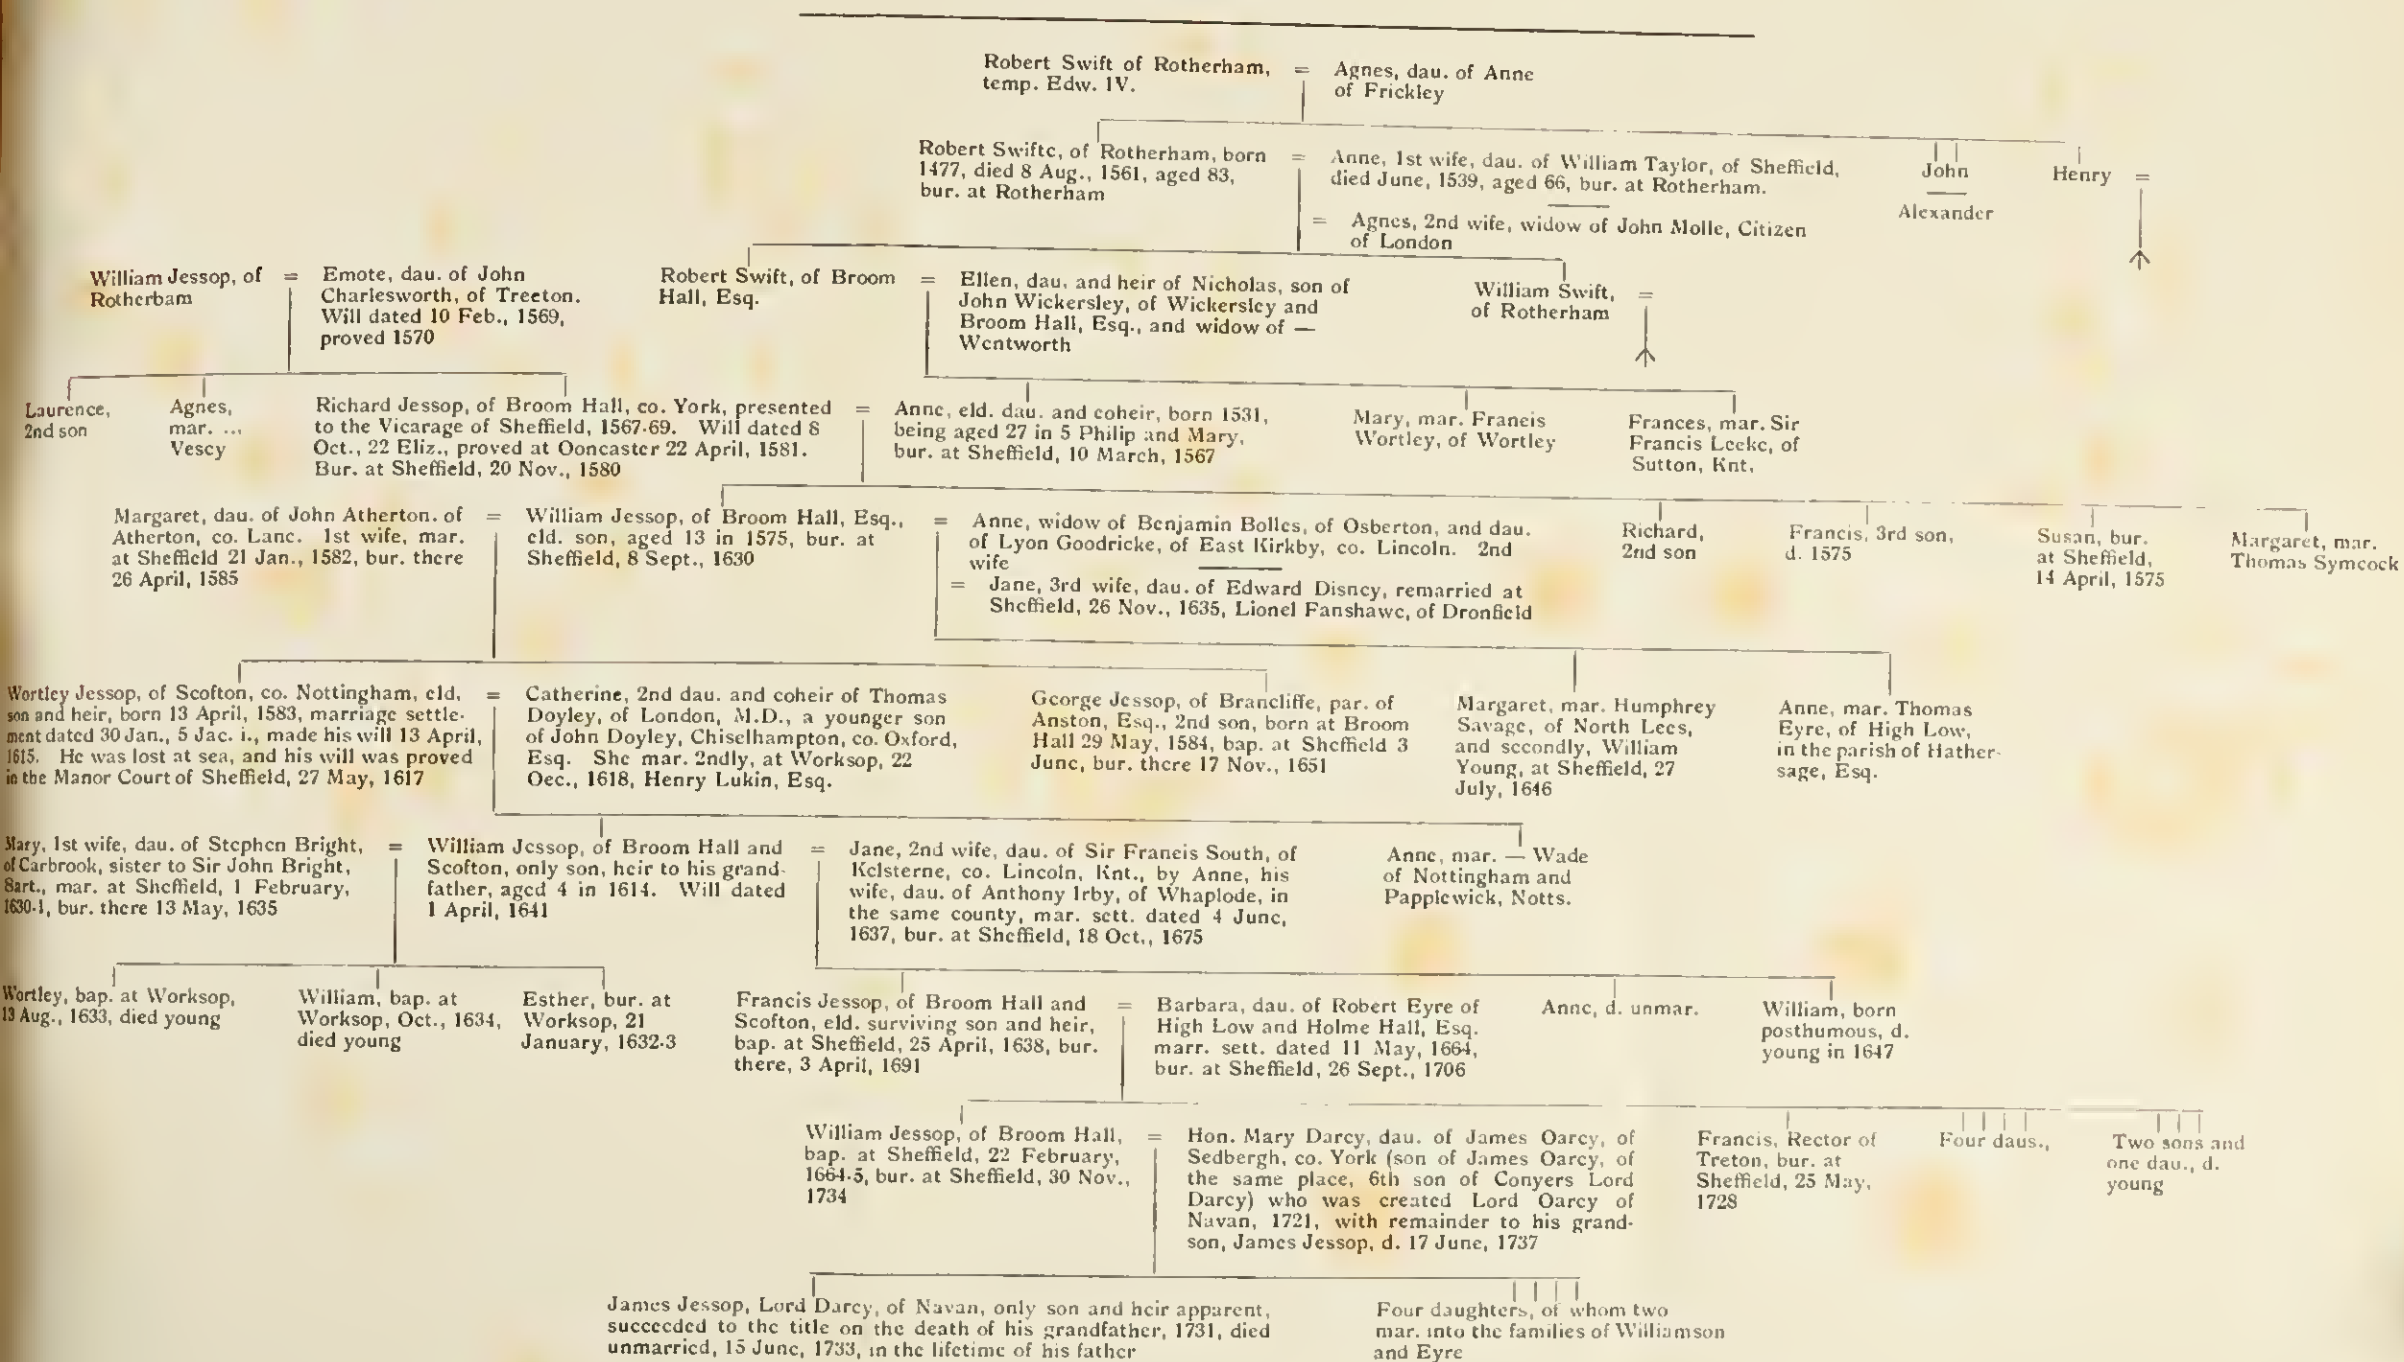 Robert Swift of Rotherham,
temp. Edw. IV.
=
Agnes, dau. of Anne
of Frickley
Robert Swifte, of Rotherham, born
1477, died 8 Aug., 1561, aged 83,
bur. at Rotherham
=
Anne, 1st wife, dau. of William Taylor, of Sheffield,
died June, 1539, aged 66, bur. at Rotherham.
=
Agnes, 2nd wife, widow of John Molle, Citizen
of London
John
Alexander
Henry =
William Jessop, of
Rotherham
=
Emote, dau. of John
Charlesworth, of Treeton.
Will dated 10 Feb., 1569,
proved 1570
Robert Swift, of Broom
Hall, Esq.
=
Ellen, dau, and heir of Nicholas, son of
John Wickersley, of Wickersley and
Broom Hall, Esq., and widow of —
Wentworth
William Swift,
of Rotherham
=
Laurence,
2nd son
Agnes,
mar. ...
Vescy
Richard Jessop, of Broom Hall, co. York, presented
to the Vicarage of Sheffield, 1567-69. Will dated 8
Oct., 22 Eliz., proved at Ooncaster 22 April, 1581.
Bur. at Sheffield, 20 Nov., 1580
=
Anne, eld. dau. and coheir, born 1531,
being aged 27 in 5 Philip and Mary,
bur. at Sheffield, 10 March, 1567
Mary, mar. Francis
Wortley, of Wortley
Frances, mar. Sir
Francis Leeke, of
Sutton, Knt.
Margaret, dau. of John Atherton. of
Atherton, co. Lanc. 1st wife, mar.
at Sheffield 21 Jan., 1582, bur. there
26 April, 1585
=
William Jessop, of Broom Hall, Esq.,
eld. son, aged 13 in 1575, bur. at
Sheffield, 8 Sept., 1630
=
Anne, widow of Benjamin Bolles, of Osberton, and dau.
of Lyon Goodricke, of East Kirkby, co. Lincoln. 2nd
wife
=
Jane, 3rd wife, dau. of Edward Disney, remarried at
Sheffield, 26 Nov., 1635, Lionel Fanshawe, of Dronfield
Richard,
2nd son
Francis, 3rd son,
d. 1575
Susan, bur.
at Sheffield,
14 April, 1575
Margaret, mar.
Thomas Symcock
Wortley Jessop, of Scofton, co. Nottingham, eld.
son and heir, born 13 April, 1583, marriage settle-
ment dated 30 Jan., 5 Jac. i., made his will 13 April,
1615. He was lost at sea, and his will was proved
in the Manor Court of Sheffield, 27 May, 1617
=
Catherine, 2nd dau. and coheir of Thomas
Doyley, of London, M.D., a younger son
of John Doyley, Chiselhampton, co. Oxford,
Esq. She mar. 2ndly, at Worksop, 22
Oec., 1618, Henry Lukin, Esq.
George Jessop, of Brancliffe, par. of
Anston, Esq., 2nd son, born at Broom
Hall 29 May, 1584, bap. at Sheffield 3
June, bur. there 17 Nov., 1651
Margaret, mar. Humphrey
Savage, of North Lees,
and secondly, William
Young, at Sheffield, 27
July, 1646
Anne, mar. Thomas
Eyre, of High Low,
in the parish of Hather-
sage, Esq.
Mary, 1st wife, dau. of Stephen Bright,
of Carbrook, sister to Sir John Bright,
Bart., mar. at Sheffield, 1 February,
1630-1, bur. there 13 May, 1635
=
William Jessop, of Broom Hall and
Scofton, only son, heir to his grand-
father, aged 4 in 1614. Will dated
1 April, 1641
=
Jane, 2nd wife, dau. of Sir Francis South, of
Kelsterne, co. Lincoln, Knt., by Anne, his
wife, dau. of Anthony Irby, of Whaplode, in
the same county, mar. sett. dated 4 June,
1637, bur. at Sheffield, 18 Oct., 1675
Anne, mar. — Wade
of Nottingham and
Papplewick, Notts.
Wortley, bap. at Worksop,
13 Aug., 1633, died young
William, bap. at
Worksop, Oct., 1634,
died young
Esther, bur. at
Worksop, 21
January, 1632-3
Francis Jessop, of Broom Hall and
Scofton, eld. surviving son and heir,
bap. at Sheffield, 25 April, 1638, bur.
there, 3 April, 1691
=
Barbara, dau. of Robert Eyre of
High Low and Holme Hall, Esq.
marr. sett. dated 11 May, 1664,
bur. at Sheffield, 26 Sept., 1706
Anne, d. unmar.
William, born
posthumous, d.
young in 1647
William Jessop, of Broom Hall,
bap. at Sheffield, 22 February,
1664-5, bur. at Sheffield, 30 Nov.,
1734
=
Hon. Mary Darcy, dau. of James Oarcy, of
Sedbergh, co. York (son of James Oarcy, of
the same place, 6th son of Conyers Lord
Darcy) who was created Lord Oarcy of
Navan, 1721, with remainder to his grand-
son, James Jessop, d. 17 June, 1737
Francis, Rector of
Treton, bur. at
Sheffield, 25 May,
1728
Four daus.,
Two sons and
one dau., d.
young
James Jessop, Lord Darcy, of Navan, only son and heir apparent,
succeeded to the title on the death of his grandfather, 1731, died
unmarried, 15 June, 1733, in the lifetime of his father
Four daughters, of whom two
mar. into the families of Williamson
and Eyre